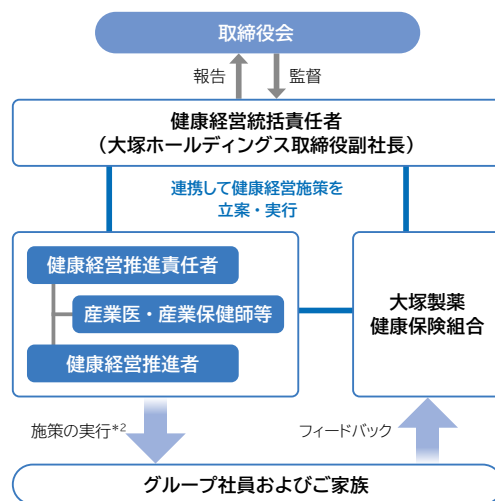 取締役会
報告
監督
健康経営統括責任者
（大塚ホールディングス取締役副社長）
連携して健康経営施策を
立案・実行
健康経営推進責任者
産業医・産業保健師等
健康経営推進者
大塚製薬
健康保険組合
施策の実行*2
フィードバック
グループ社員およびご家族